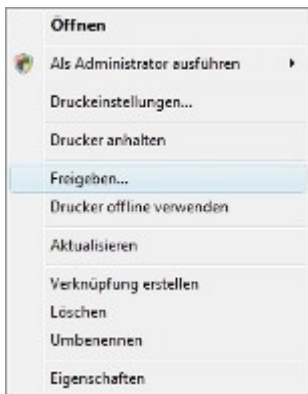 Öffnen
Als Administrator ausführen
Druckeinstellungen...
Drucker anhalten
Freigeben...
Drucker offline verwenden
Aktualisieren
Verknüpfung erstellen
Löschen
Umbenennen
Eigenschaften